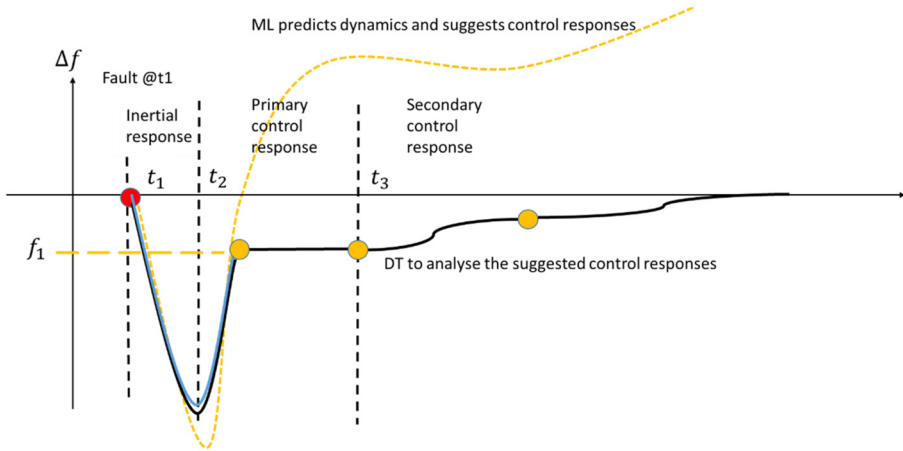 ML predicts dynamics and suggests control responses
Δf
Fault @t1
Inertial
response
Primary
control
response
Secondary
control
response
t₁
t₂
t₃
f₁
DT to analyse the suggested control responses